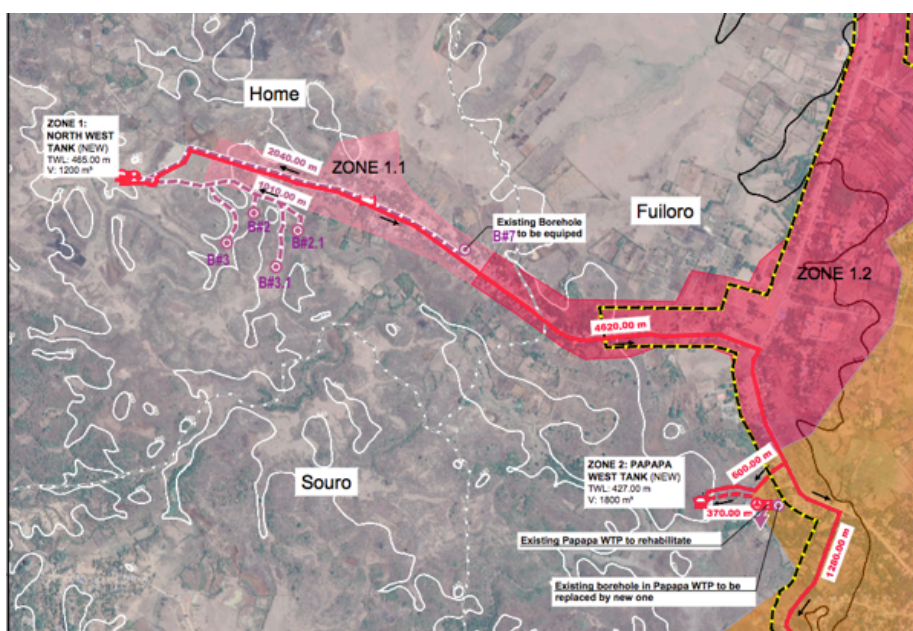 Home
ZONE 1:
NORTH WEST
TANK (NEW)
TWL: 465.00 m
V: 1200 m³
2040.00 m
ZONE 1.1
1010.00 m
B#2
B#2.1
B#3
B#3.1
Existing Borehole
to be equiped
B#7
Fuiloro
ZONE 1.2
4620.00 m
Souro
ZONE 2: PAPAPA
WEST TANK (NEW)
TWL: 427.00 m
V: 1800 m³
600.00 m
370.00 m
Existing Papapa WTP to rehabilitate
1280.00 m
Existing borehole in Papapa WTP to be
replaced by new one